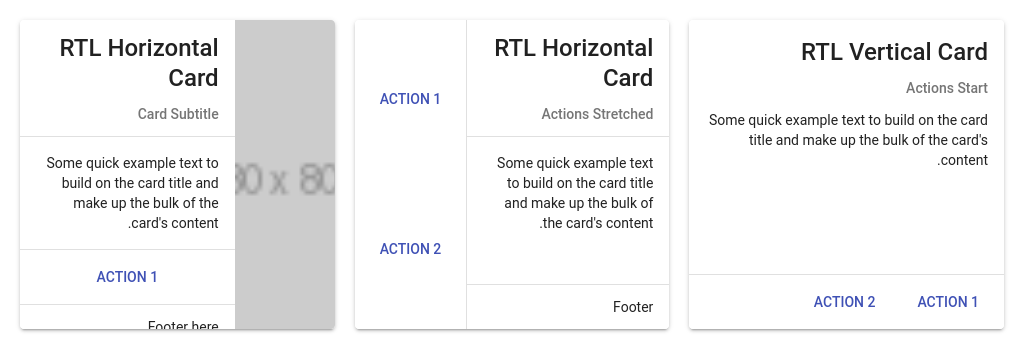 RTL Horizontal
Card
Card Subtitle
Some quick example text to
build on the card title and
make up the bulk of the
.card's content
ACTION 1
Footer here
80 x 80
ACTION 1
ACTION 2
RTL Horizontal
Card
Actions Stretched
Some quick example text
to build on the card title
and make up the bulk of
.the card's content
Footer
RTL Vertical Card
Actions Start
Some quick example text to build on the card
title and make up the bulk of the card's
.content
ACTION 2
ACTION 1